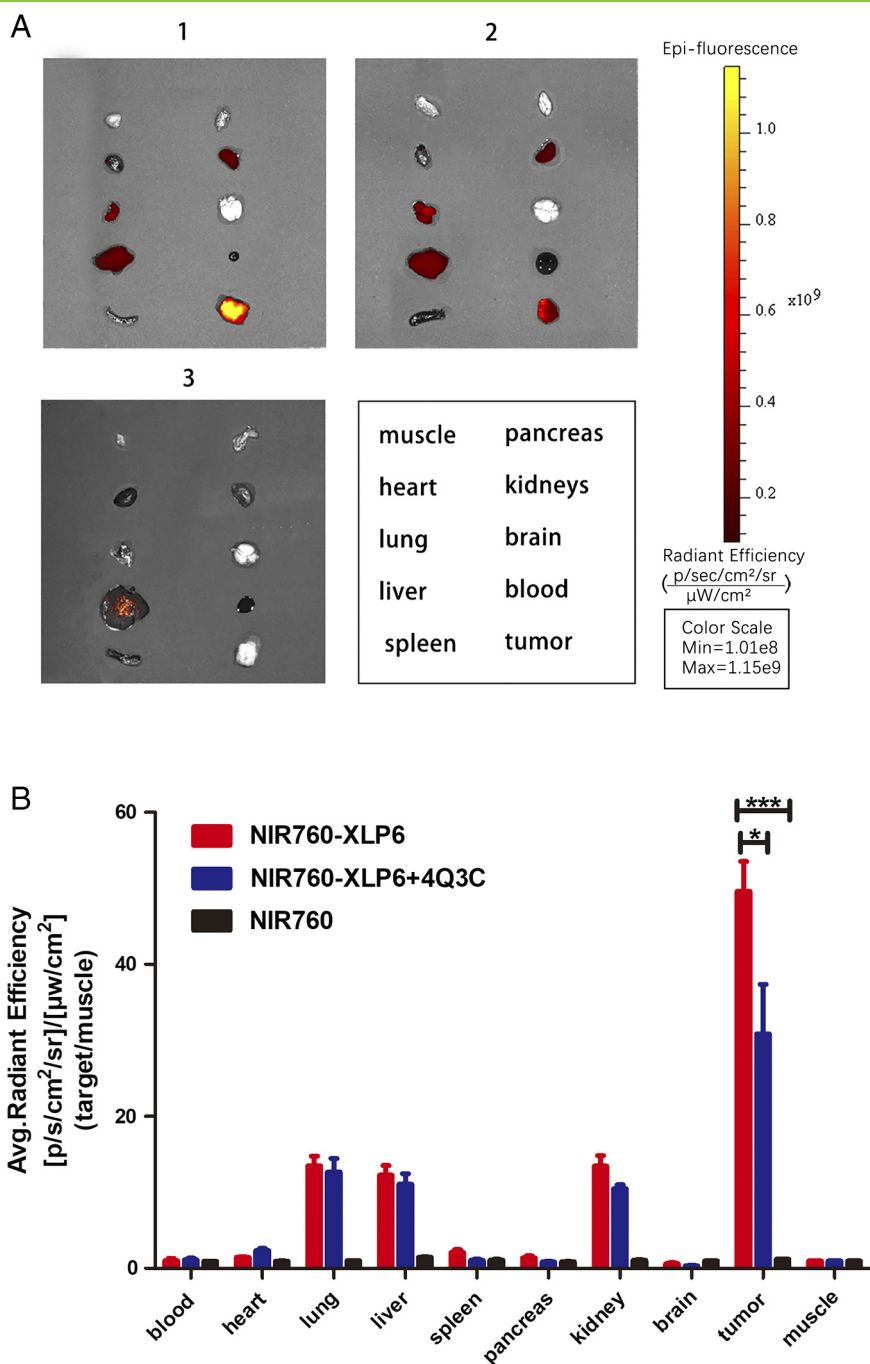 A
1
2
Epi-fluorescence
1.0
0.8
0.6
x10⁹
0.4
0.2
Radiant Efficiency
(p/sec/cm²/sr)
µW/cm²
Color Scale
Min=1.01e8
Max=1.15e9
3
muscle pancreas
heart kidneys
lung brain
liver blood
spleen tumor
B
60
40
20
0
Avg.Radiant Efficiency
[p/s/cm²/sr]/[µw/cm²]
(target/muscle)
NIR760-XLP6
NIR760-XLP6+4Q3C
NIR760
***
*
blood
heart
lung
liver
spleen
pancreas
kidney
brain
tumor
muscle